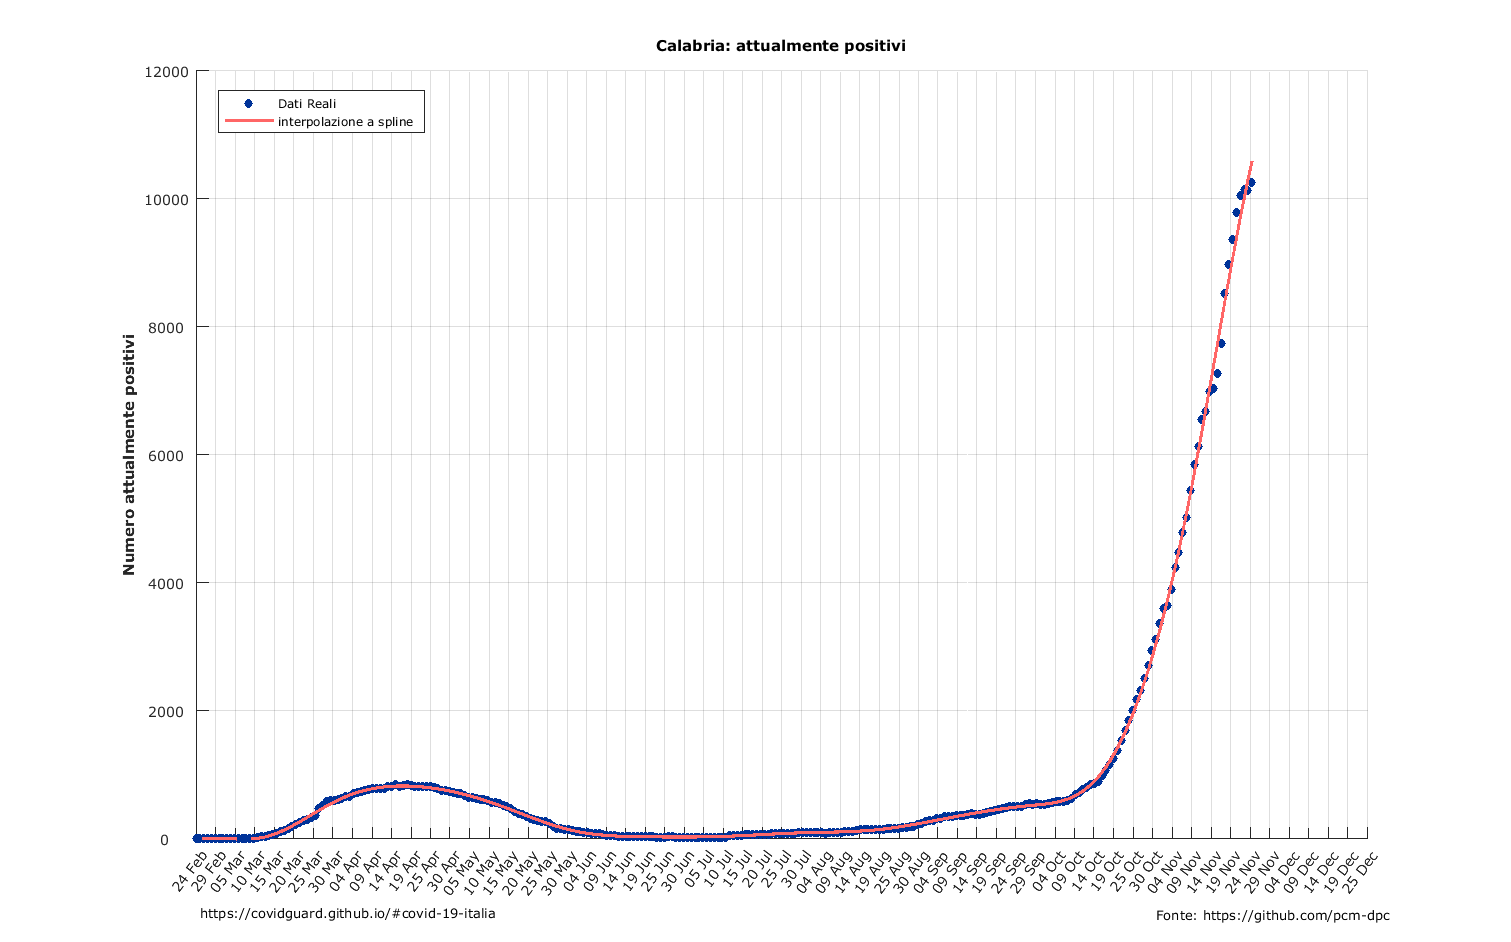 Calabria: attualmente positivi
12000
10000
8000
6000
4000
2000
0
Numero attualmente positivi
Dati Reali
interpolazione a spline
24 Feb
29 Feb
05 Mar
10 Mar
15 Mar
20 Mar
25 Mar
30 Mar
04 Apr
09 Apr
14 Apr
19 Apr
25 Apr
30 Apr
05 May
10 May
15 May
20 May
25 May
30 May
04 Jun
09 Jun
14 Jun
19 Jun
25 Jun
30 Jun
05 Jul
10 Jul
15 Jul
20 Jul
25 Jul
30 Jul
04 Aug
09 Aug
14 Aug
19 Aug
25 Aug
30 Aug
04 Sep
09 Sep
14 Sep
19 Sep
24 Sep
29 Sep
04 Oct
09 Oct
14 Oct
19 Oct
25 Oct
30 Oct
04 Nov
09 Nov
14 Nov
19 Nov
24 Nov
29 Nov
04 Dec
09 Dec
14 Dec
19 Dec
25 Dec
https://covidguard.github.io/#covid-19-italia
Fonte: https://github.com/pcm-dpc